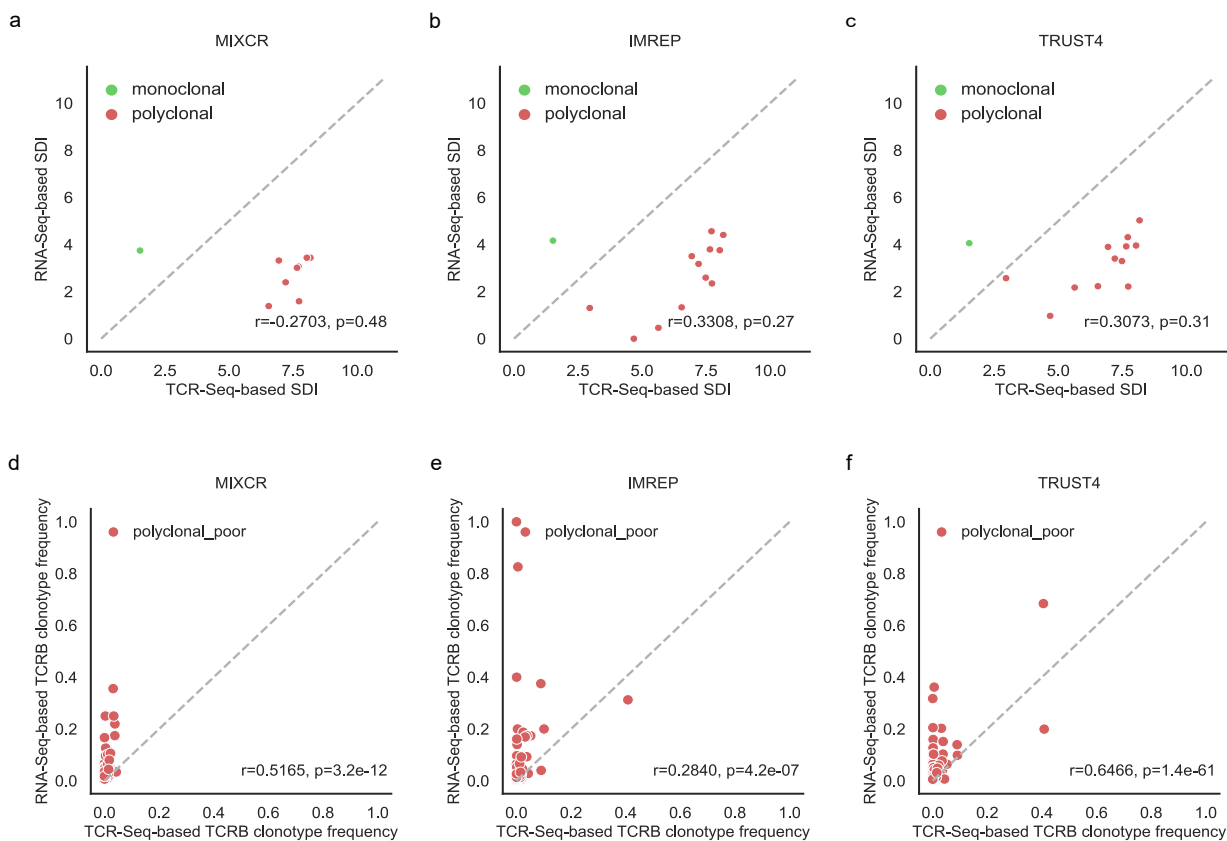 a
MIXCR
monoclonal
polyclonal
RNA-Seq-based SDI
10
8
6
4
2
0
r=-0.2703, p=0.48
0.0 2.5 5.0 7.5 10.0
TCR-Seq-based SDI
b
IMREP
monoclonal
polyclonal
RNA-Seq-based SDI
10
8
6
4
2
0
r=0.3308, p=0.27
0.0 2.5 5.0 7.5 10.0
TCR-Seq-based SDI
c
TRUST4
monoclonal
polyclonal
RNA-Seq-based SDI
10
8
6
4
2
0
r=0.3073, p=0.31
0.0 2.5 5.0 7.5 10.0
TCR-Seq-based SDI
d
MIXCR
polyclonal_poor
RNA-Seq-based TCRB clonotype frequency
1.0
0.8
0.6
0.4
0.2
0.0
r=0.5165, p=3.2e-12
0.0 0.2 0.4 0.6 0.8 1.0
TCR-Seq-based TCRB clonotype frequency
e
IMREP
polyclonal_poor
RNA-Seq-based TCRB clonotype frequency
1.0
0.8
0.6
0.4
0.2
0.0
r=0.2840, p=4.2e-07
0.0 0.2 0.4 0.6 0.8 1.0
TCR-Seq-based TCRB clonotype frequency
f
TRUST4
polyclonal_poor
RNA-Seq-based TCRB clonotype frequency
1.0
0.8
0.6
0.4
0.2
0.0
r=0.6466, p=1.4e-61
0.0 0.2 0.4 0.6 0.8 1.0
TCR-Seq-based TCRB clonotype frequency